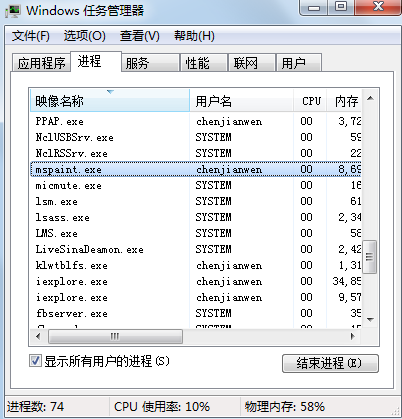 Windows 任务管理器
文件(F) 选项(O) 查看(V) 帮助(H)
应用程序 进程 服务 性能 联网 用户
映像名称 用户名 CPU 内存
PPAP.exe chenjianwen 00 3,72
NclUSBSrv.exe SYSTEM 00 59
NclRSSrv.exe SYSTEM 00 22
mspaint.exe chenjianwen 00 8,69
micmute.exe SYSTEM 00 16
lsm.exe SYSTEM 00 61
lsass.exe SYSTEM 00 2,34
LMS.exe SYSTEM 00 58
LiveSinaDeamon.exe SYSTEM 00 2,42
klwtblfs.exe chenjianwen 00 1,31
iexplore.exe chenjianwen 00 34,85
iexplore.exe chenjianwen 00 9,57
fbserver.exe SYSTEM 00 35
显示所有用户的进程(S) 结束进程(E)
进程数: 74 CPU 使用率: 10% 物理内存: 58%